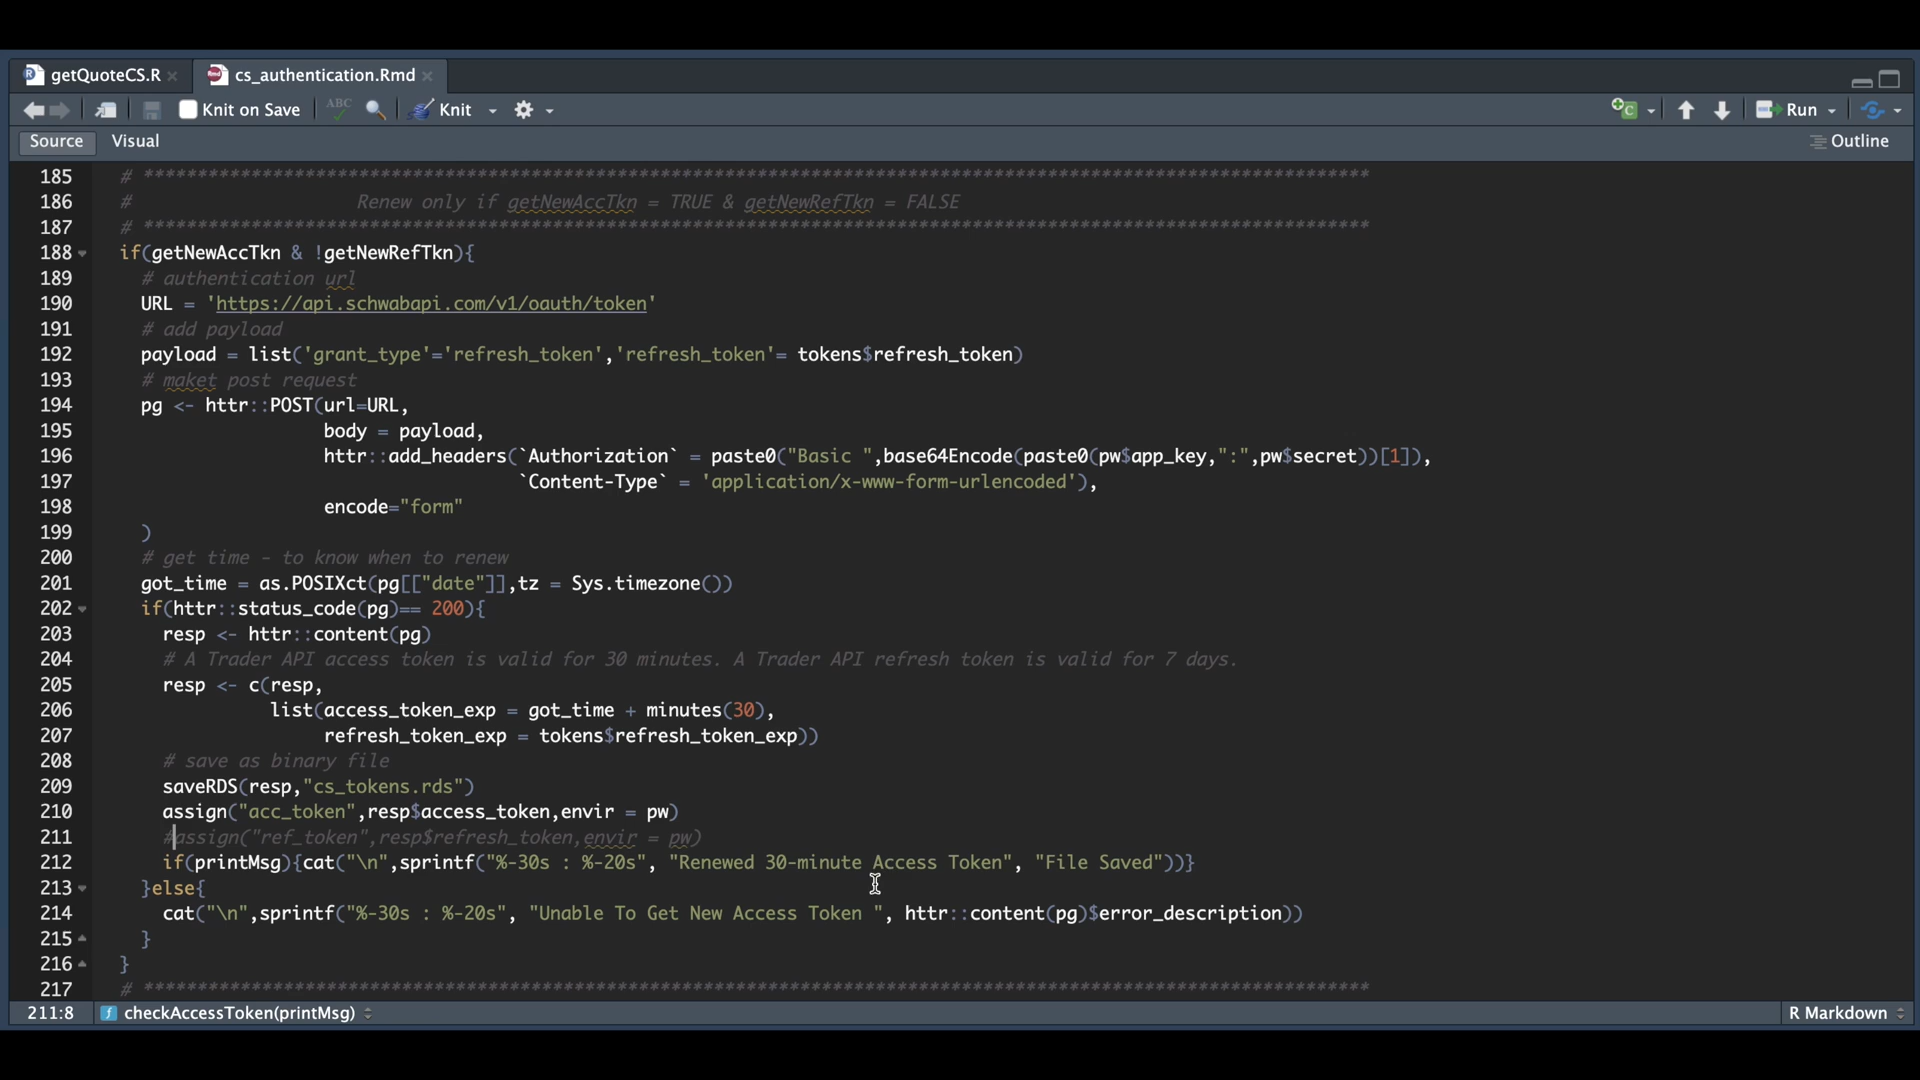 getQuoteCS.R
cs_authentication.Rmd
Knit on Save ABC Knit Run
Source Visual Outline
185 # ******************************************************************************************************************
186 # Renew only if getNewAccTkn = TRUE & getNewRefTkn = FALSE
187 # ******************************************************************************************************************
188 if(getNewAccTkn & !getNewRefTkn){
189 # authentication url
190 URL = 'https://api.schwabapi.com/v1/oauth/token'
191 # add payload
192 payload = list('grant_type'='refresh_token','refresh_token'= tokens$refresh_token)
193 # maket post request
194 pg <- httr::POST(url=URL,
195 body = payload,
196 httr::add_headers(`Authorization` = paste0("Basic ",base64Encode(paste0(pw$app_key,":",pw$secret))[1]),
197 `Content-Type` = 'application/x-www-form-urlencoded'),
198 encode="form"
199 )
200 # get time - to know when to renew
201 got_time = as.POSIXct(pg[["date"]],tz = Sys.timezone())
202 if(httr::status_code(pg)== 200){
203 resp <- httr::content(pg)
204 # A Trader API access token is valid for 30 minutes. A Trader API refresh token is valid for 7 days.
205 resp <- c(resp,
206 list(access_token_exp = got_time + minutes(30),
207 refresh_token_exp = tokens$refresh_token_exp))
208 # save as binary file
209 saveRDS(resp,"cs_tokens.rds")
210 assign("acc_token",resp$access_token,envir = pw)
211 #assign("ref_token",resp$refresh_token,envir = pw)
212 if(printMsg){cat("\n",sprintf("%-30s : %-20s", "Renewed 30-minute Access Token", "File Saved"))}
213 }else{
214 cat("\n",sprintf("%-30s : %-20s", "Unable To Get New Access Token ", httr::content(pg)$error_description))
215 }
216 }
217 # ******************************************************************************************************************
211:8 checkAccessToken(printMsg) R Markdown